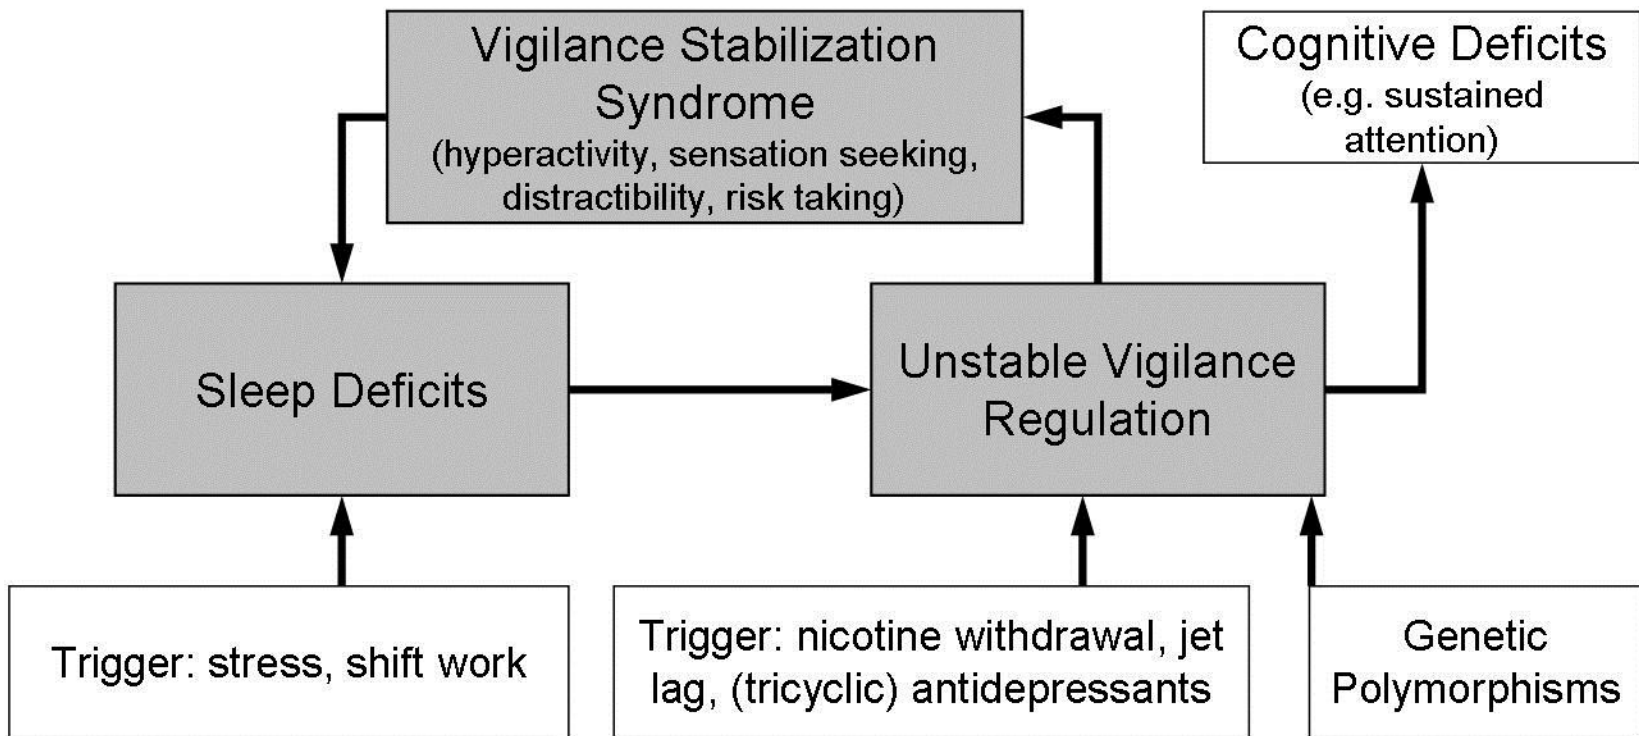 Vigilance Stabilization
Syndrome
(hyperactivity, sensation seeking,
distractibility, risk taking)
Cognitive Deficits
(e.g. sustained
attention)
Sleep Deficits
Unstable Vigilance
Regulation
Trigger: stress, shift work
Trigger: nicotine withdrawal, jet
lag, (tricyclic) antidepressants
Genetic
Polymorphisms